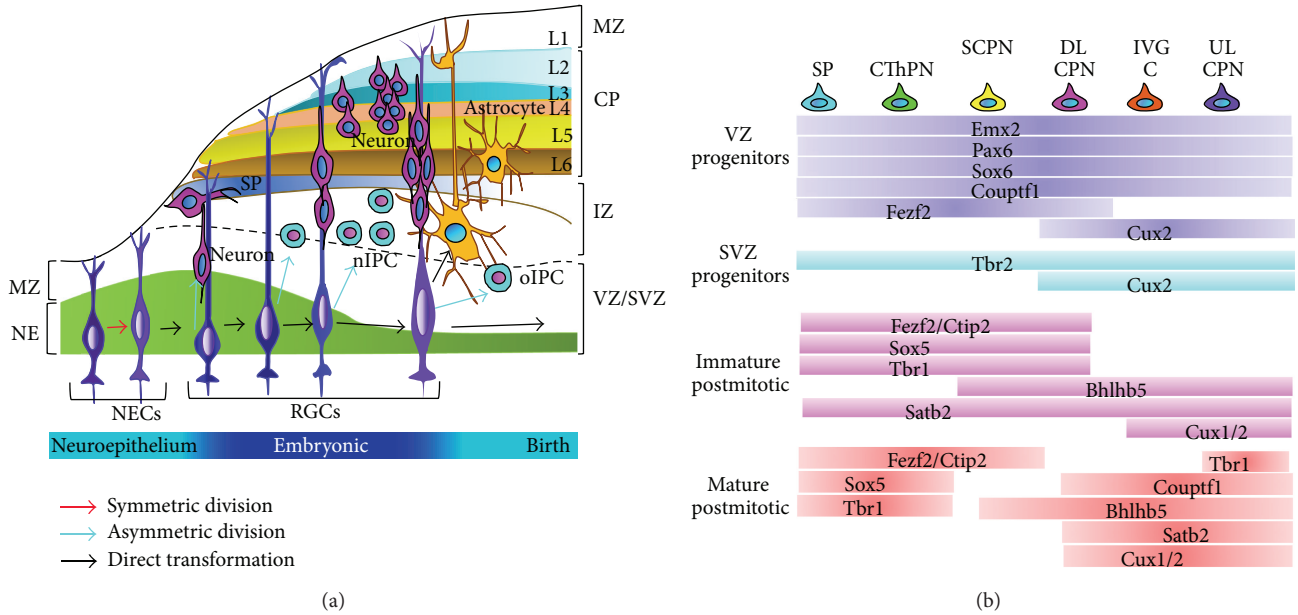 MZ
L1
L2
L3
CP
Astrocyte
L4
Neuron
L5
L6
SP
IZ
Neuron
nIPC
oIPC
MZ
VZ/SVZ
NE
NECs
RGCs
Neuroepithelium
Embryonic
Birth
Symmetric division
Asymmetric division
Direct transformation
(a)
SP
CThPN
SCPN
DL
CPN
IVG
C
UL
CPN
VZ
progenitors
Emx2
Pax6
Sox6
Couptf1
Fezf2
Cux2
SVZ
progenitors
Tbr2
Cux2
Immature
postmitotic
Fezf2/Ctip2
Sox5
Tbr1
Bhlhb5
Satb2
Cux1/2
Mature
postmitotic
Fezf2/Ctip2
Tbr1
Sox5
Couptf1
Tbr1
Bhlhb5
Satb2
Cux1/2
(b)